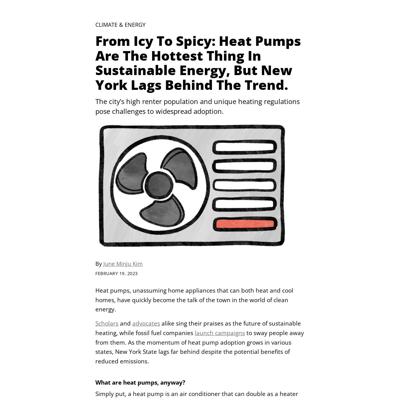 CLIMATE & ENERGY
From Icy To Spicy: Heat Pumps
Are The Hottest Thing In
Sustainable Energy, But New
York Lags Behind The Trend.
The city's high renter population and unique heating regulations
pose challenges to widespread adoption.
By June Minju Kim
FEBRUARY 19, 2023
Heat pumps, unassuming home appliances that can both heat and cool
homes, have quickly become the talk of the town in the world of clean
energy.
Scholars and advocates alike sing their praises as the future of sustainable
heating, while fossil fuel companies launch campaigns to sway people away
from them. As the momentum of heat pump adoption grows in various
states, New York State lags far behind despite the potential benefits of
reduced emissions.
What are heat pumps, anyway?
Simply put, a heat pump is an air conditioner that can double as a heater